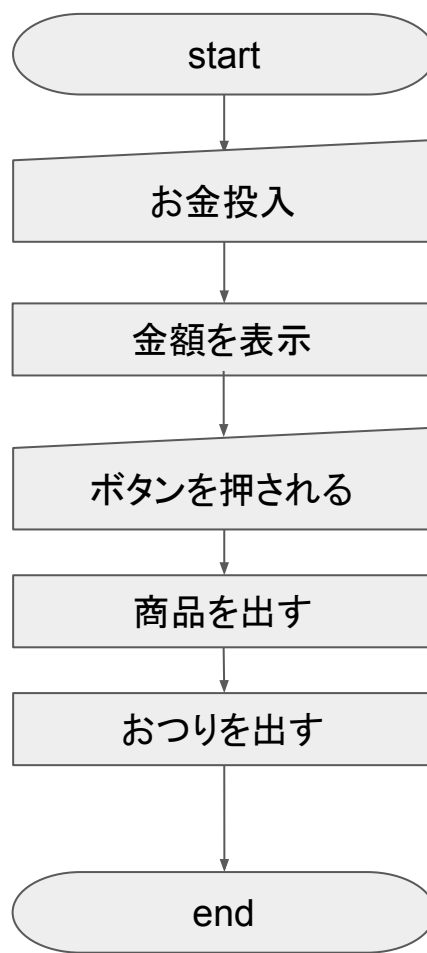 start
お金投入
金額を表示
ボタンを押される
商品を出す
おつりを出す
end